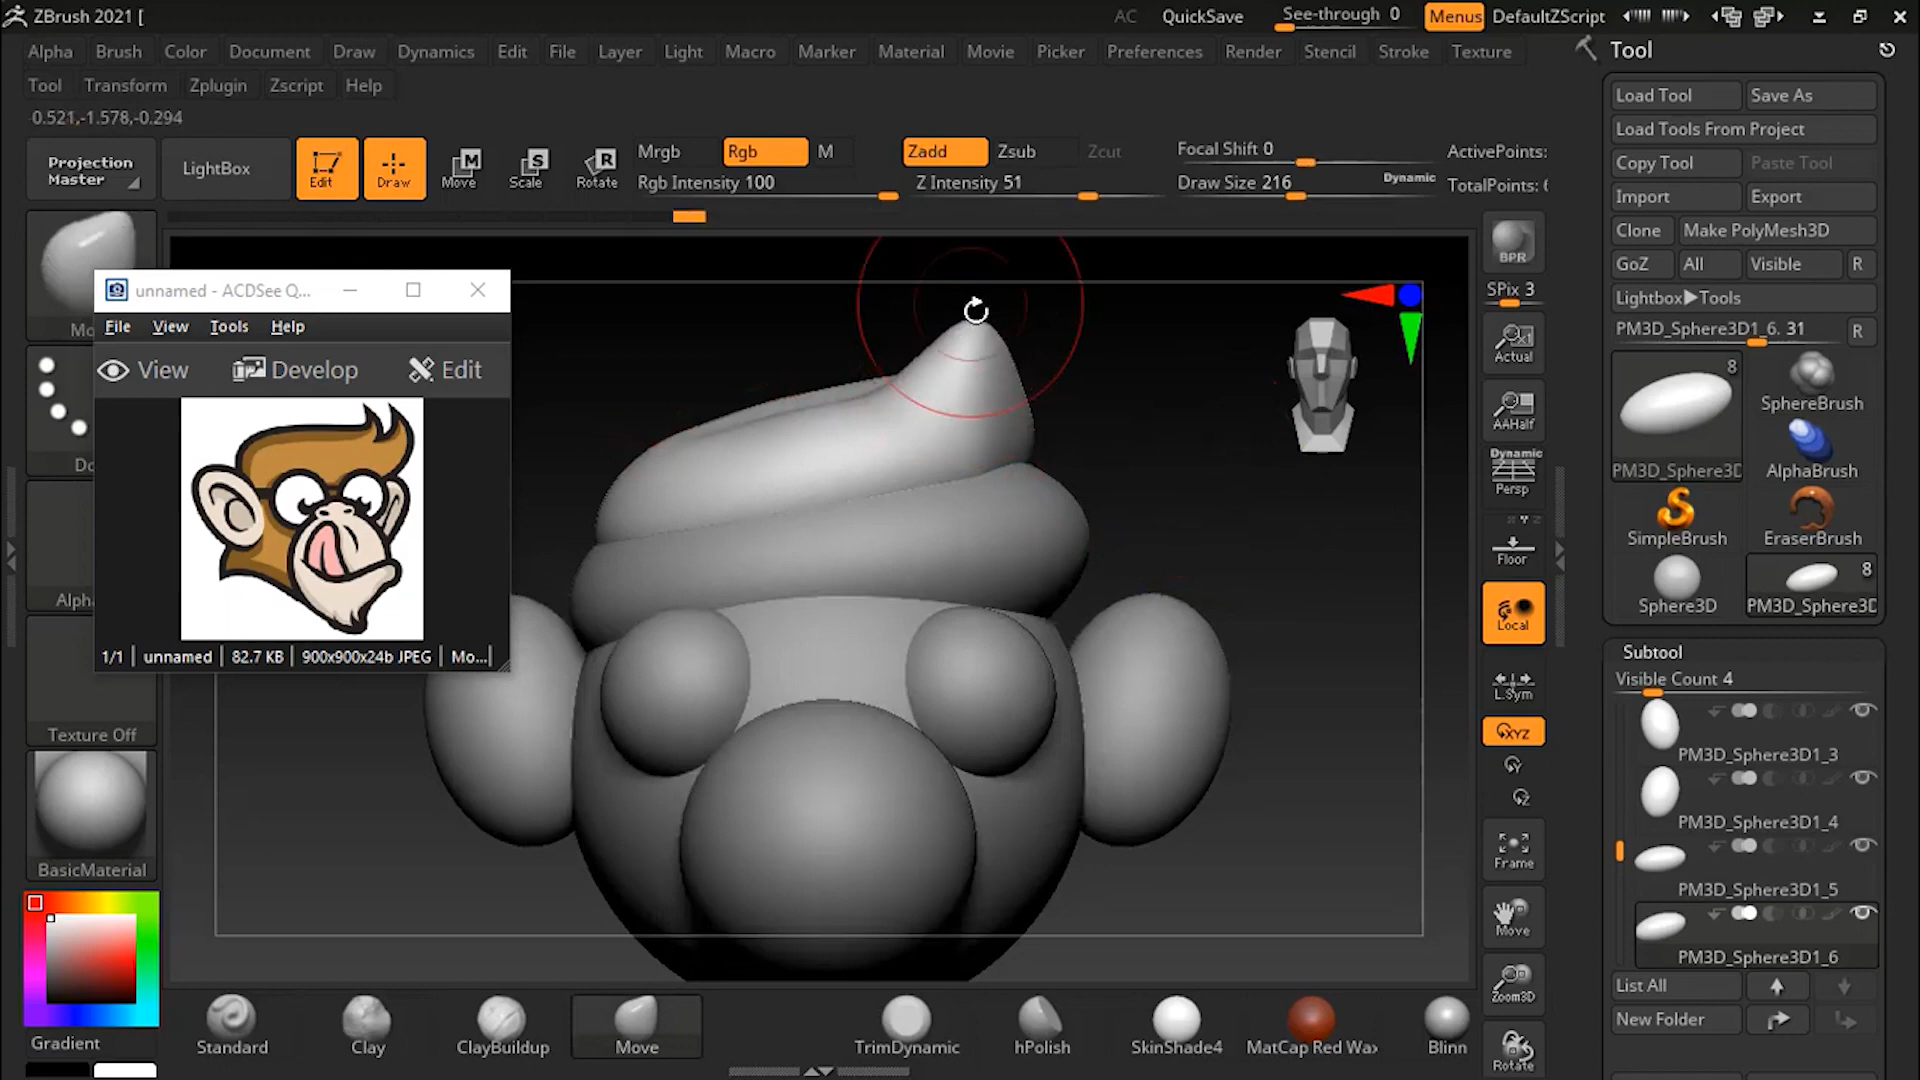 ZBrush 2021 [
AC
QuickSave
See-through 0
Menus
DefaultZScript
Alpha
Brush
Color
Document
Draw
Dynamics
Edit
File
Layer
Light
Macro
Marker
Material
Movie
Picker
Preferences
Render
Stencil
Stroke
Texture
Tool
Transform
Zplugin
Zscript
Help
0.521,-1.578,-0.294
Projection Master
LightBox
Edit
Draw
Move
Scale
Rotate
Mrgb
Rgb
M
Rgb Intensity 100
Zadd
Zsub
Zcut
Z Intensity 51
Focal Shift 0
Draw Size 216
Dynamic
ActivePoints:
TotalPoints:
unnamed - ACDSee Q...
File
View
Tools
Help
View
Develop
Edit
1/1
unnamed
82.7 KB
900x900x24b JPEG
Mo...
Texture Off
BasicMaterial
Gradient
Standard
Clay
ClayBuildup
Move
TrimDynamic
hPolish
SkinShade4
MatCap Red Wax
Blinn
BPR
SPix 3
Actual
AAHalf
Dynamic
Persp
Floor
Local
L.Sym
XYZ
Y
Z
Frame
Move
Zoom3D
Rotate
Tool
Load Tool
Save As
Load Tools From Project
Copy Tool
Paste Tool
Import
Export
Clone
Make PolyMesh3D
GoZ
All
Visible
R
Lightbox▶Tools
PM3D_Sphere3D1_6. 31
R
8
PM3D_Sphere3D
SphereBrush
AlphaBrush
SimpleBrush
EraserBrush
Sphere3D
8
PM3D_Sphere3D
Subtool
Visible Count 4
PM3D_Sphere3D1_3
PM3D_Sphere3D1_4
PM3D_Sphere3D1_5
PM3D_Sphere3D1_6
List All
New Folder